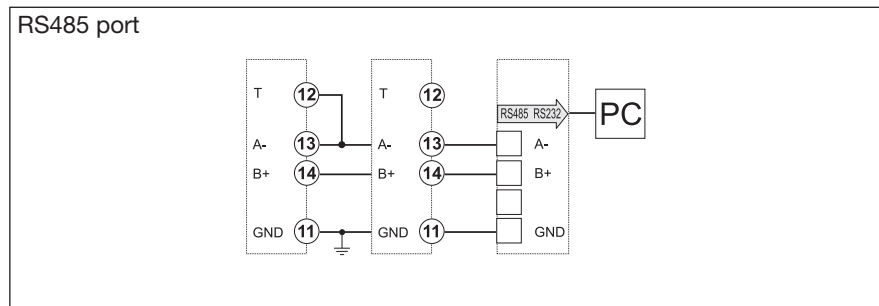 RS485 port
T 12 T 12
RS485 RS232 PC
A- 13 A- 13 A-
B+ 14 B+ 14 B+
GND 11 GND 11 GND